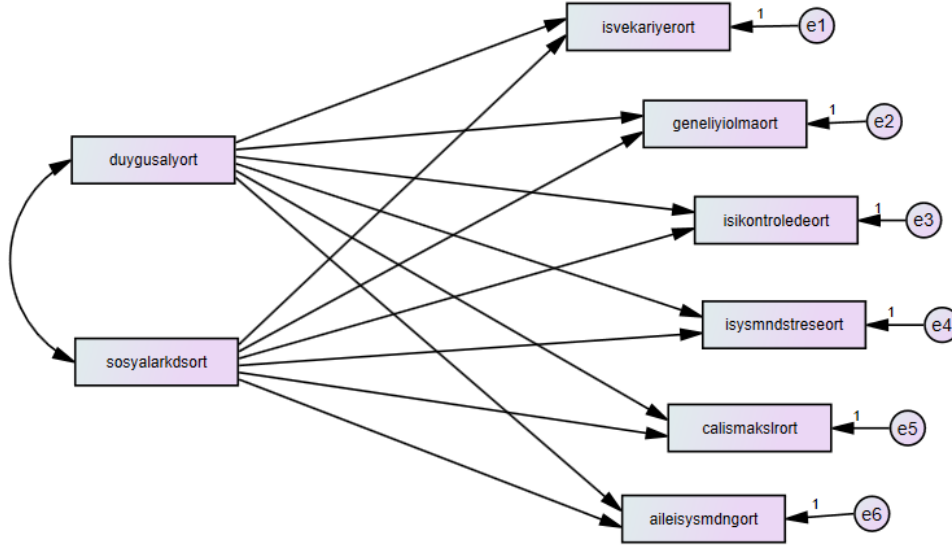 isvekariyerort
1
e1
geneliyiolmaort
1
e2
duygusalyort
isikontroledeort
1
e3
isysmndstreseort
1
e4
sosyalarkdsort
calismakslrort
1
e5
aileisysmdngort
1
e6